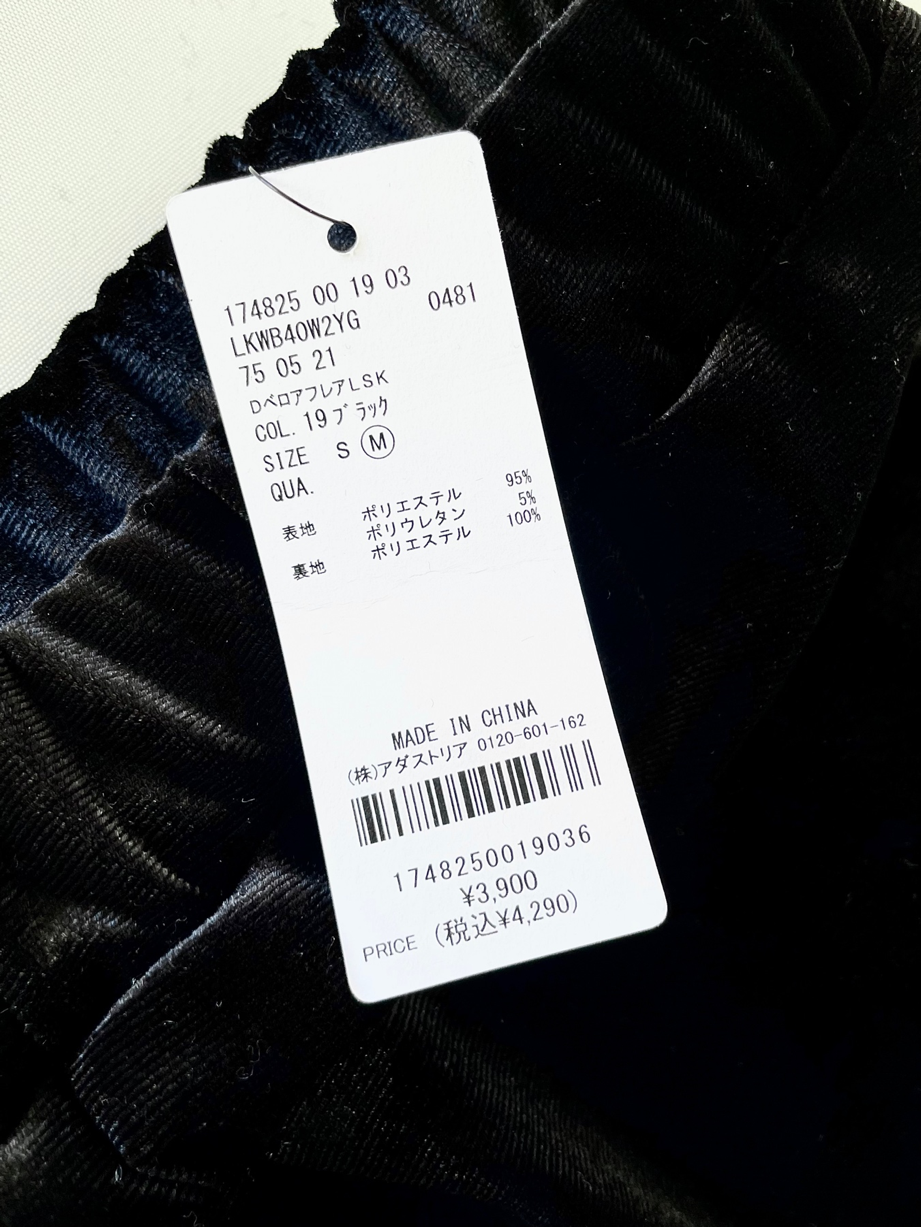 174825 00 19 03
LKWB40W2YG 0481
75 05 21
DベロアフレアLSK
COL. 19 ブラック
SIZE S M
QUA.
表地 ポリエステル 95%
ポリウレタン 5%
裏地 ポリエステル 100%
MADE IN CHINA
(株)アダストリア 0120-601-162
1748250019036
¥3,900
PRICE (税込¥4,290)